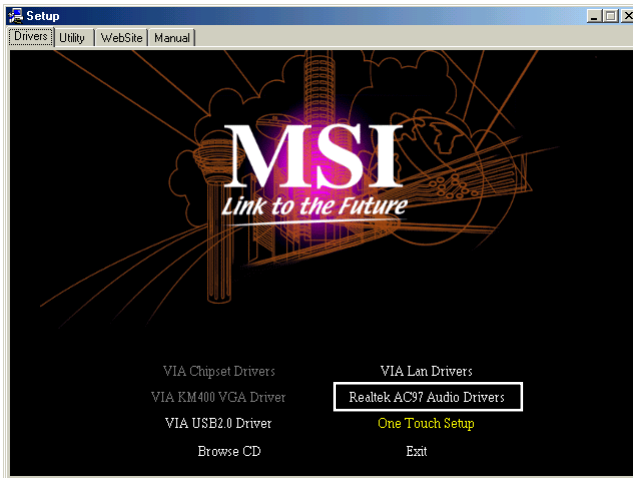 Setup
Drivers Utility WebSite Manual
MSI
Link to the Future
VIA Chipset Drivers VIA Lan Drivers
VIA KM400 VGA Driver Realtek AC97 Audio Drivers
VIA USB2.0 Driver One Touch Setup
Browse CD Exit